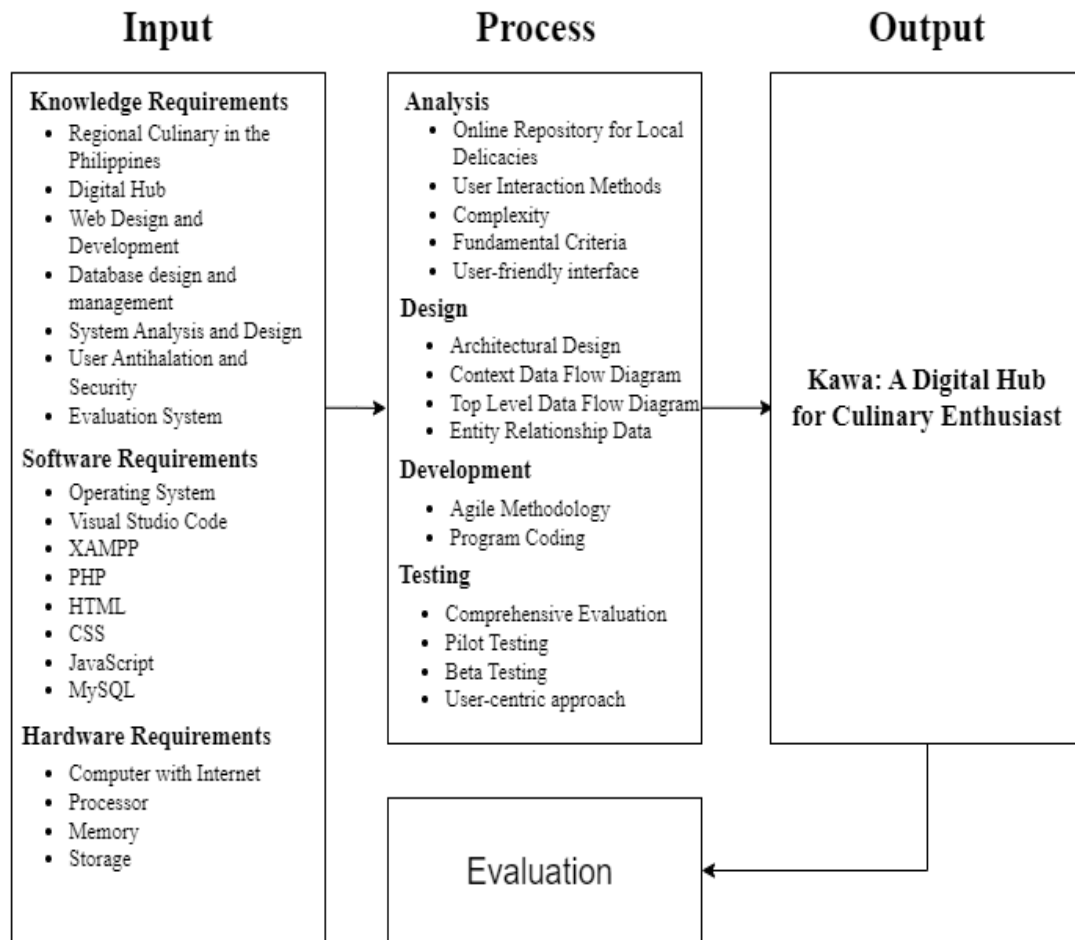 Input
Process
Output
Knowledge Requirements
• Regional Culinary in the
Philippines
• Digital Hub
• Web Design and
Development
• Database design and
management
• System Analysis and Design
• User Antihalation and
Security
• Evaluation System
Software Requirements
• Operating System
• Visual Studio Code
• XAMPP
• PHP
• HTML
• CSS
• JavaScript
• MySQL
Hardware Requirements
• Computer with Internet
• Processor
• Memory
• Storage
Analysis
• Online Repository for Local
Delicacies
• User Interaction Methods
• Complexity
• Fundamental Criteria
• User-friendly interface
Design
• Architectural Design
• Context Data Flow Diagram
• Top Level Data Flow Diagram
• Entity Relationship Data
Development
• Agile Methodology
• Program Coding
Testing
• Comprehensive Evaluation
• Pilot Testing
• Beta Testing
• User-centric approach
Kawa: A Digital Hub
for Culinary Enthusiast
Evaluation